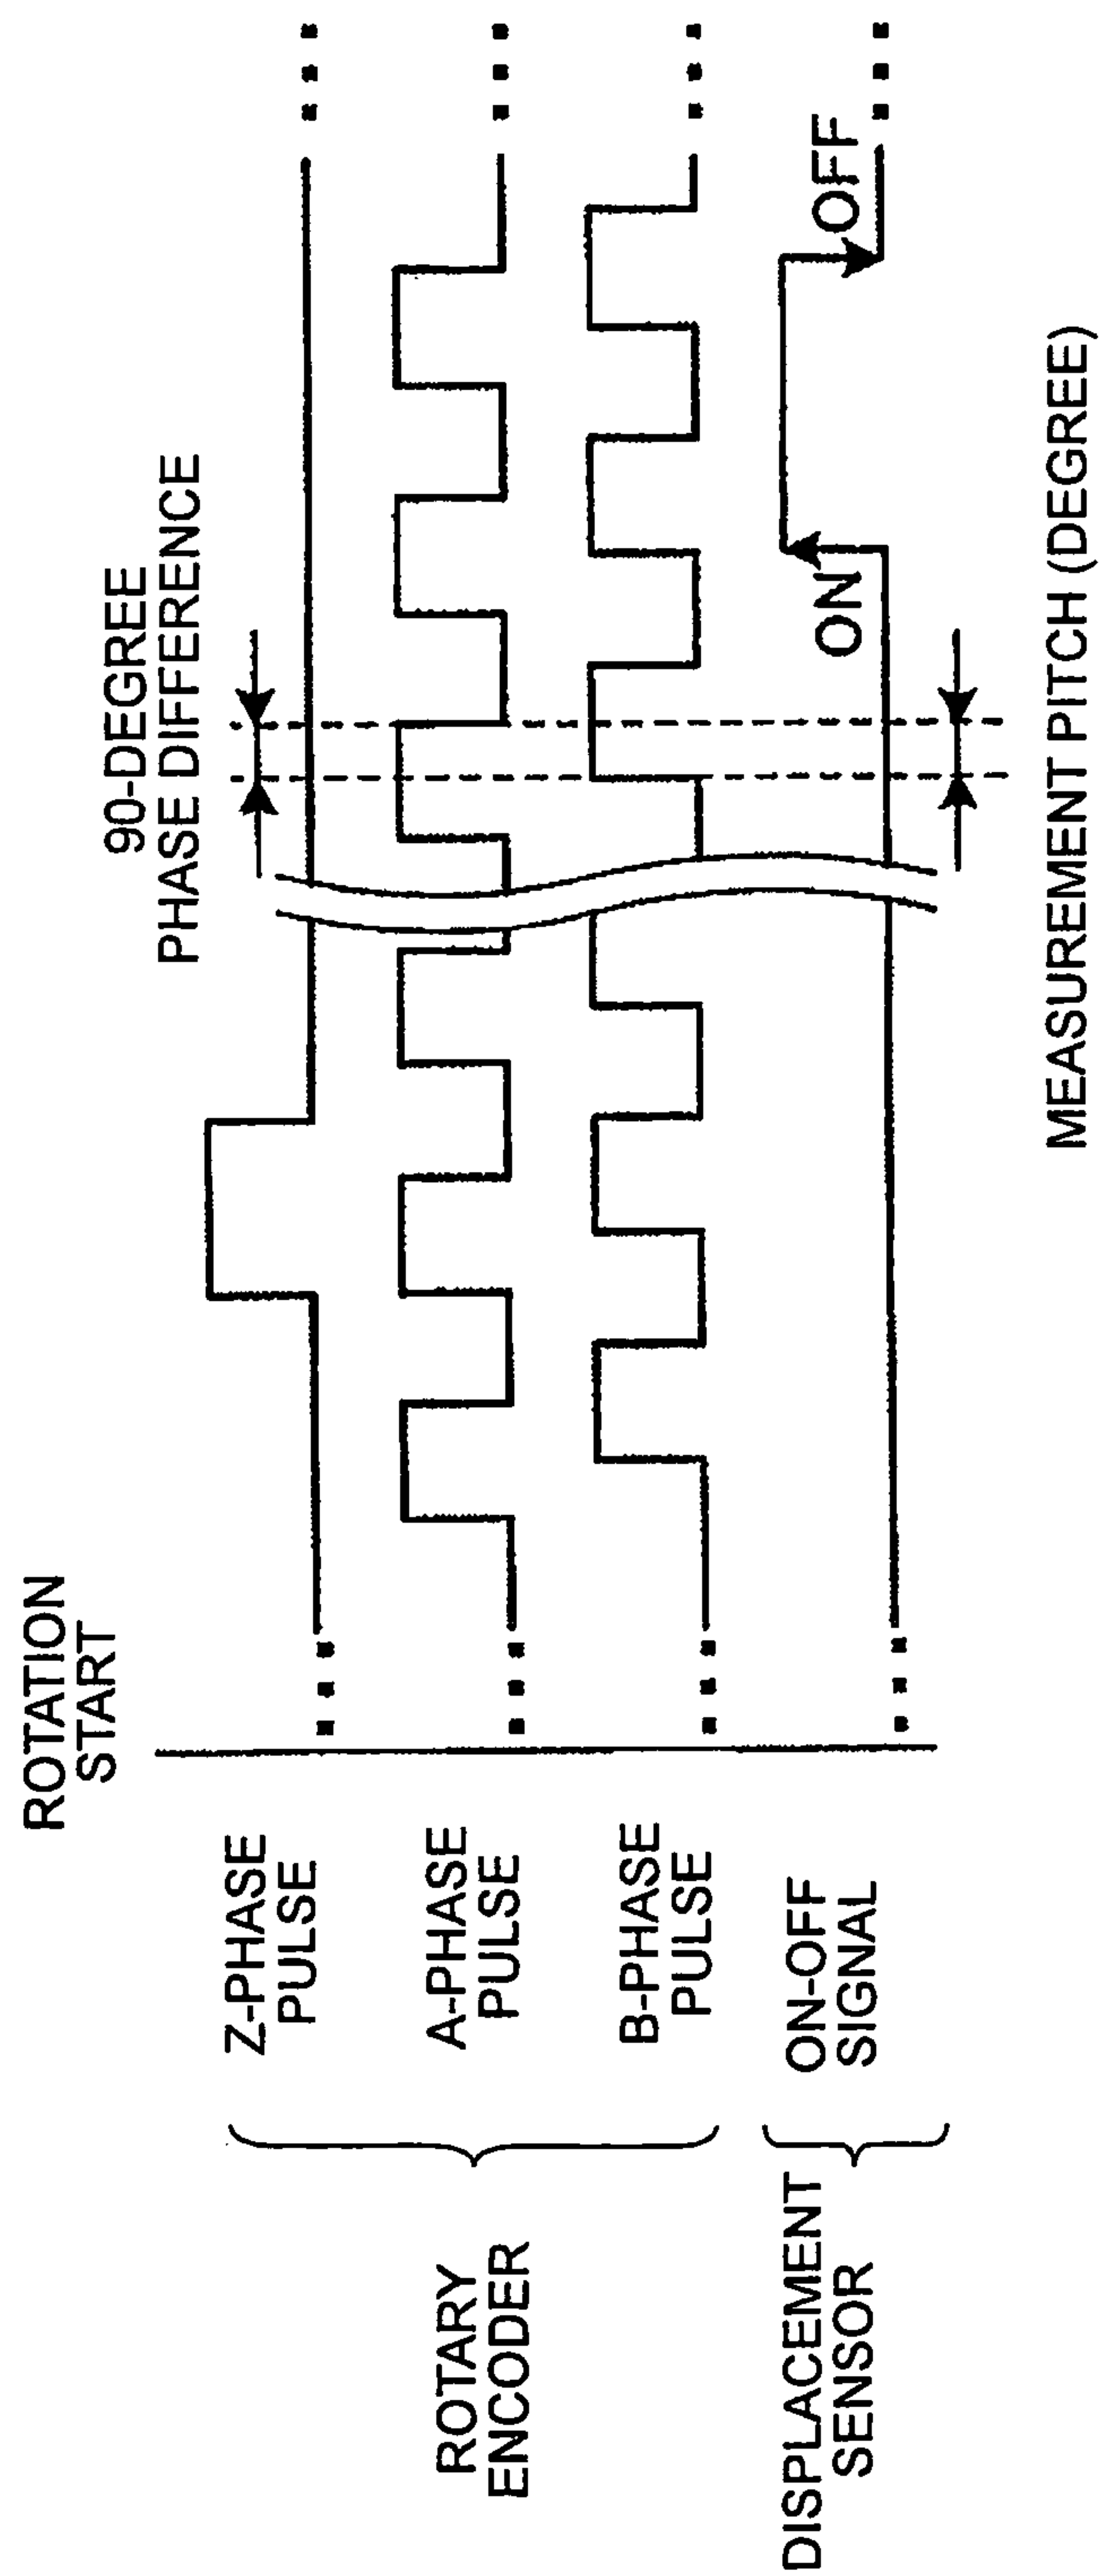 ROTATION
START
90-DEGREE
PHASE DIFFERENCE
ROTARY
ENCODER
Z-PHASE
PULSE
A-PHASE
PULSE
B-PHASE
PULSE
DISPLACEMENT
SENSOR
ON-OFF
SIGNAL
ON
OFF
MEASUREMENT PITCH (DEGREE)